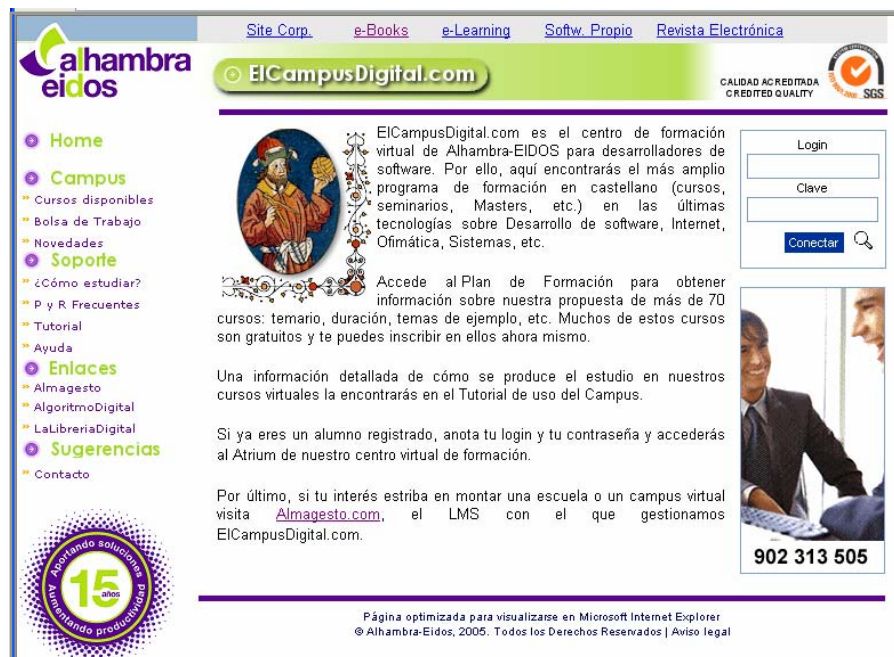 Site Corp. e-Books e-Learning Softw. Propio Revista Electrónica
alhambra
eidos
ElCampusDigital.com
CALIDAD ACREDITADA
CREDITED QUALITY
SGS
Home
Campus
Cursos disponibles
Bolsa de Trabajo
Novedades
Soporte
¿Cómo estudiar?
P y R Frecuentes
Tutorial
Ayuda
Enlaces
Almagesto
AlgoritmoDigital
LaLibreriaDigital
Sugerencias
Contacto
Aportando soluciones
15
años
Aumentando productividad
ElCampusDigital.com es el centro de formación
virtual de Alhambra-EIDOS para desarrolladores de
software. Por ello, aquí encontrarás el más amplio
programa de formación en castellano (cursos,
seminarios, Masters, etc.) en las últimas
tecnologías sobre Desarrollo de software, Internet,
Ofimática, Sistemas, etc.
Accede al Plan de Formación para obtener
información sobre nuestra propuesta de más de 70
cursos: temario, duración, temas de ejemplo, etc. Muchos de estos cursos
son gratuitos y te puedes inscribir en ellos ahora mismo.
Una información detallada de cómo se produce el estudio en nuestros
cursos virtuales la encontrarás en el Tutorial de uso del Campus.
Si ya eres un alumno registrado, anota tu login y tu contraseña y accederás
al Atrium de nuestro centro virtual de formación.
Por último, si tu interés estriba en montar una escuela o un campus virtual
visita Almagesto.com, el LMS con el que gestionamos
ElCampusDigital.com.
Login
Clave
Conectar
902 313 505
Página optimizada para visualizarse en Microsoft Internet Explorer
© Alhambra-Eidos, 2005. Todos los Derechos Reservados | Aviso legal